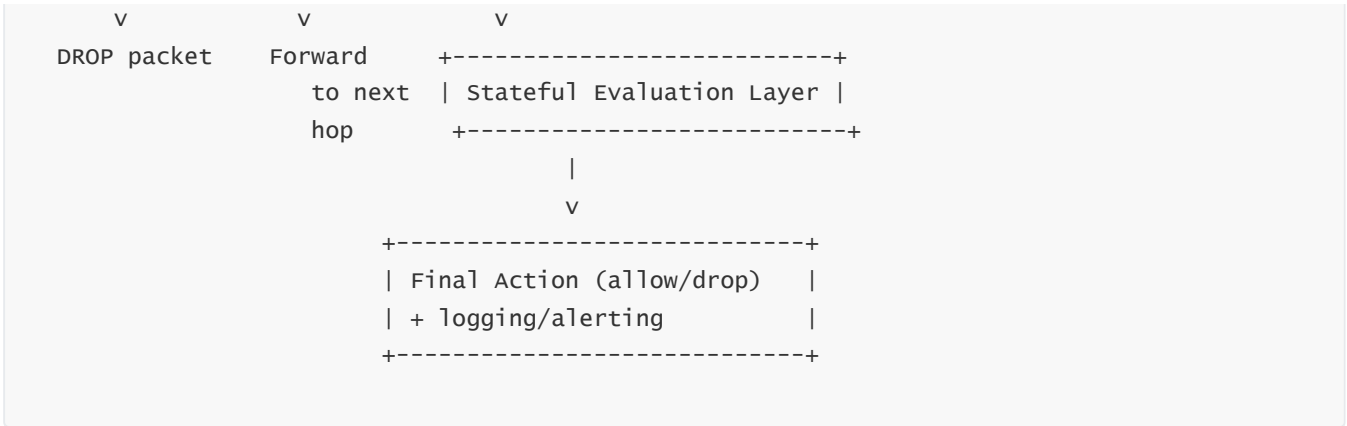 v            v             v
DROP packet    Forward     +---------------------------+
                  to next  | Stateful Evaluation Layer |
                  hop       +---------------------------+
                                    |
                                    v
                       +-----------------------------+
                       | Final Action (allow/drop)   |
                       | + logging/alerting          |
                       +-----------------------------+